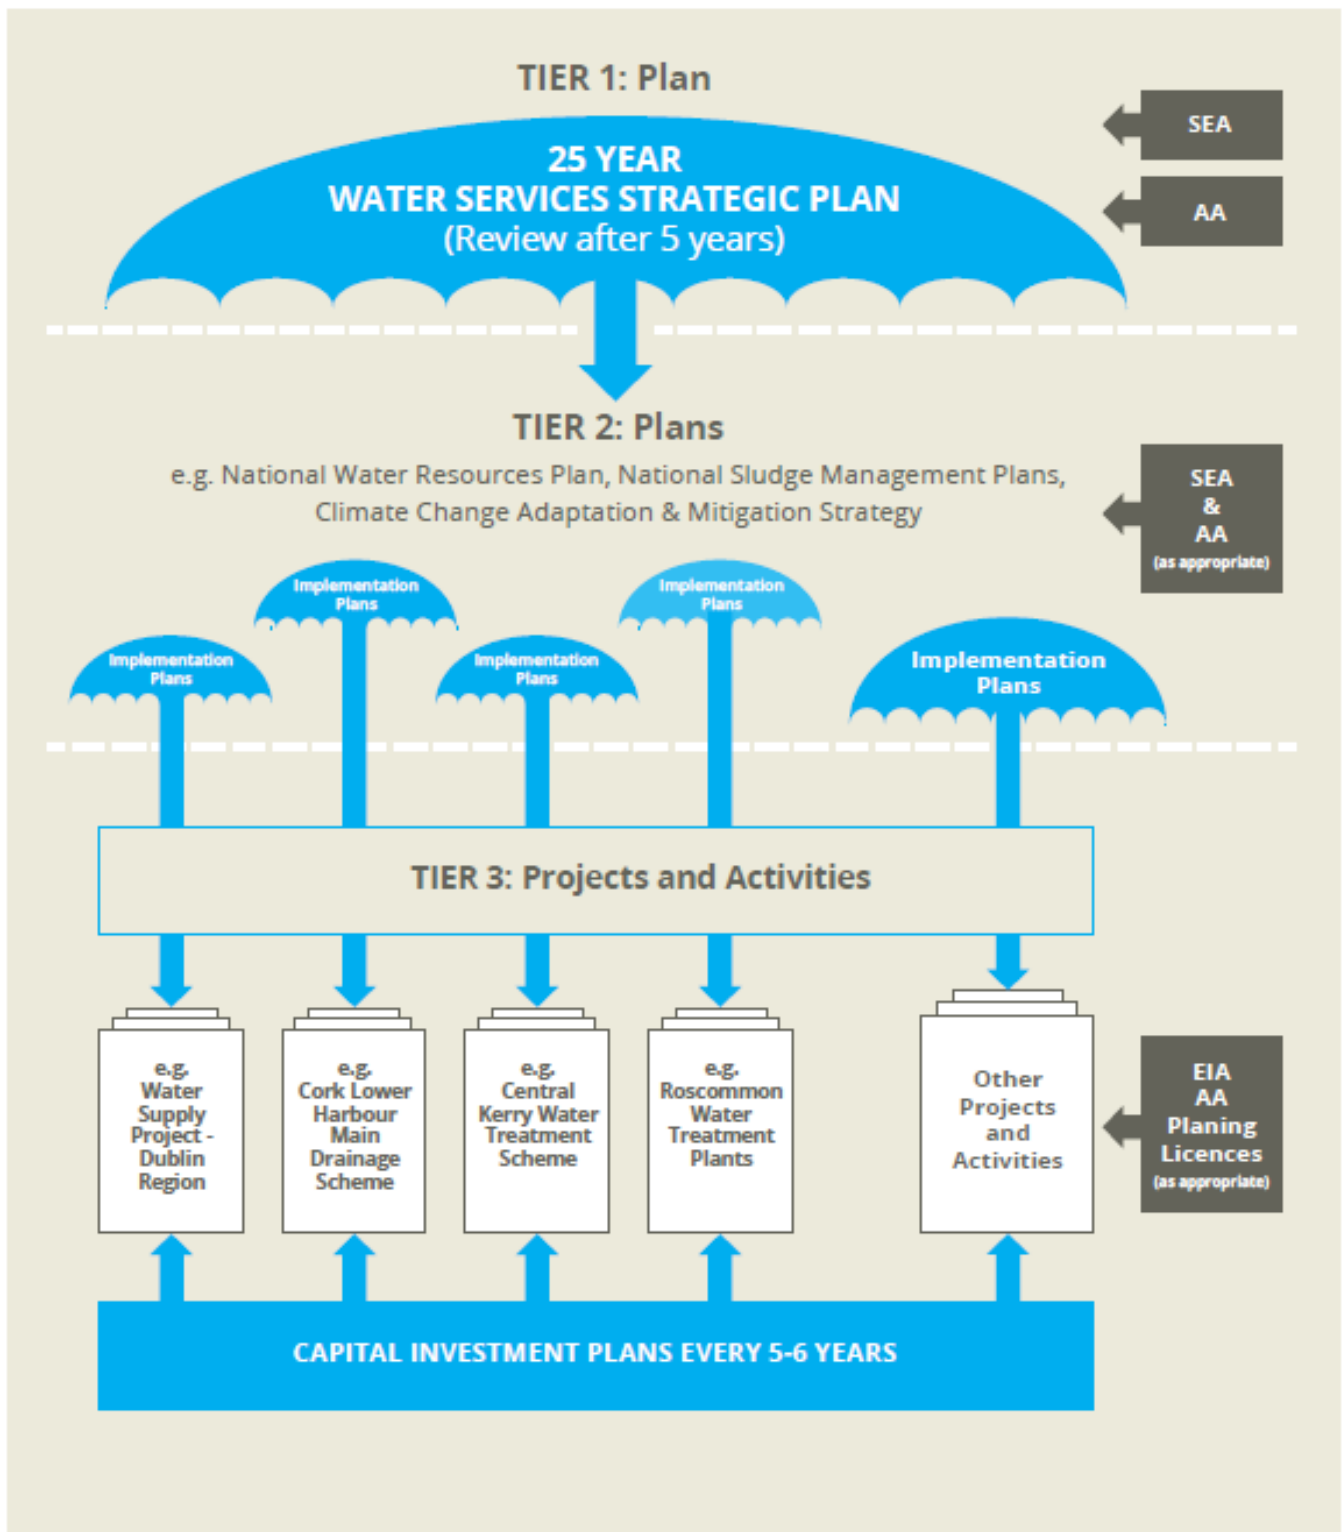 TIER 1: Plan
25 YEAR
WATER SERVICES STRATEGIC PLAN
(Review after 5 years)
SEA
AA
TIER 2: Plans
e.g. National Water Resources Plan, National Sludge Management Plans,
Climate Change Adaptation & Mitigation Strategy
SEA
&
AA
(as appropriate)
Implementation
Plans
Implementation
Plans
Implementation
Plans
Implementation
Plans
Implementation
Plans
TIER 3: Projects and Activities
e.g.
Water
Supply
Project -
Dublin
Region
e.g.
Cork Lower
Harbour
Main
Drainage
Scheme
e.g.
Central
Kerry Water
Treatment
Scheme
e.g.
Roscommon
Water
Treatment
Plants
Other
Projects
and
Activities
EIA
AA
Planing
Licences
(as appropriate)
CAPITAL INVESTMENT PLANS EVERY 5-6 YEARS